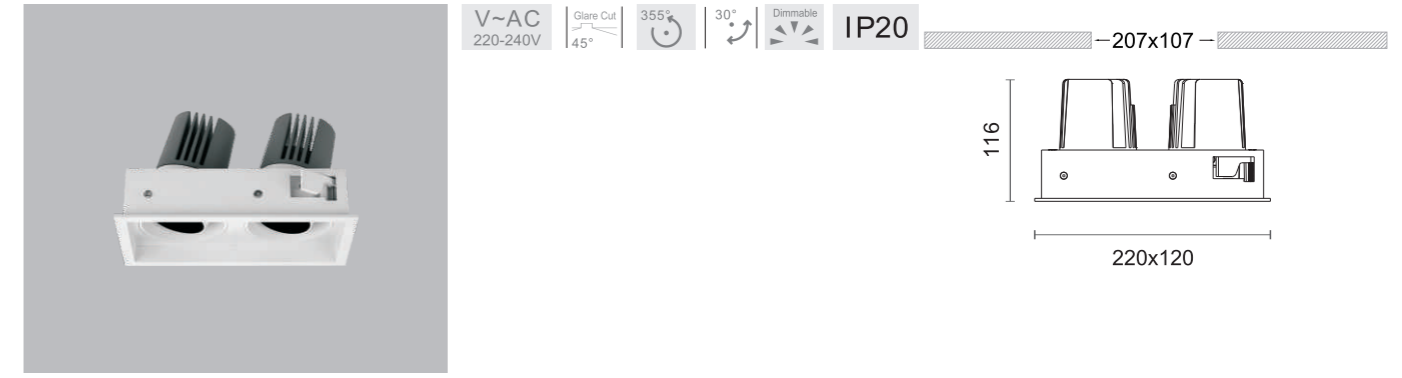 V~AC
220-240V
Glare Cut
45°
355°
30°
Dimmable
IP20
207x107
116
220x120